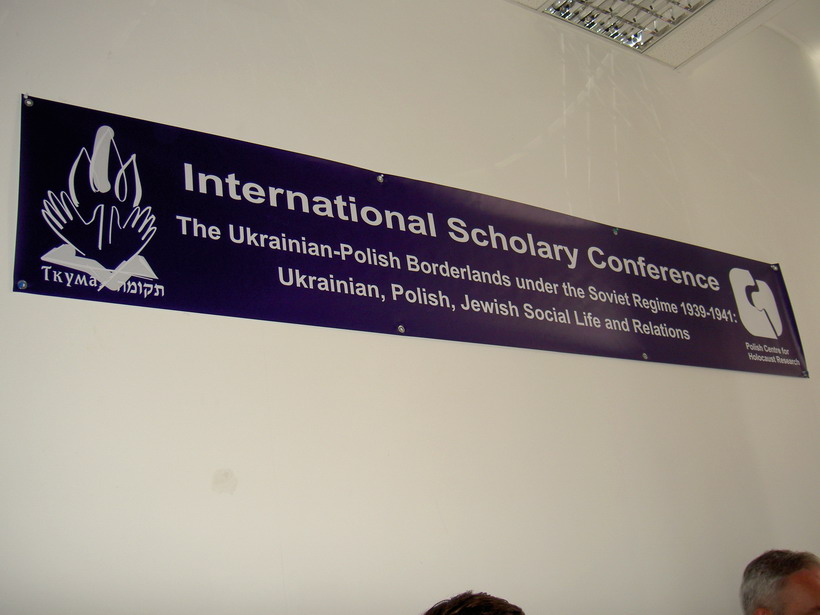 International Scholary Conference
The Ukrainian-Polish Borderlands under the Soviet Regime 1939-1941:
Ukrainian, Polish, Jewish Social Life and Relations
Ткума תקומה
Polish Centre for
Holocaust Research